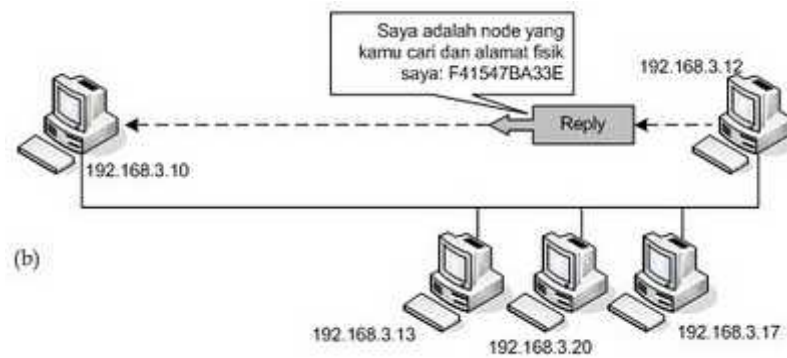 Saya adalah node yang
kamu cari dan alamat fisik
saya: F41547BA33E
192.168.3.12
Reply
192.168.3.10
(b)
192.168.3.13
192.168.3.20
192.168.3.17